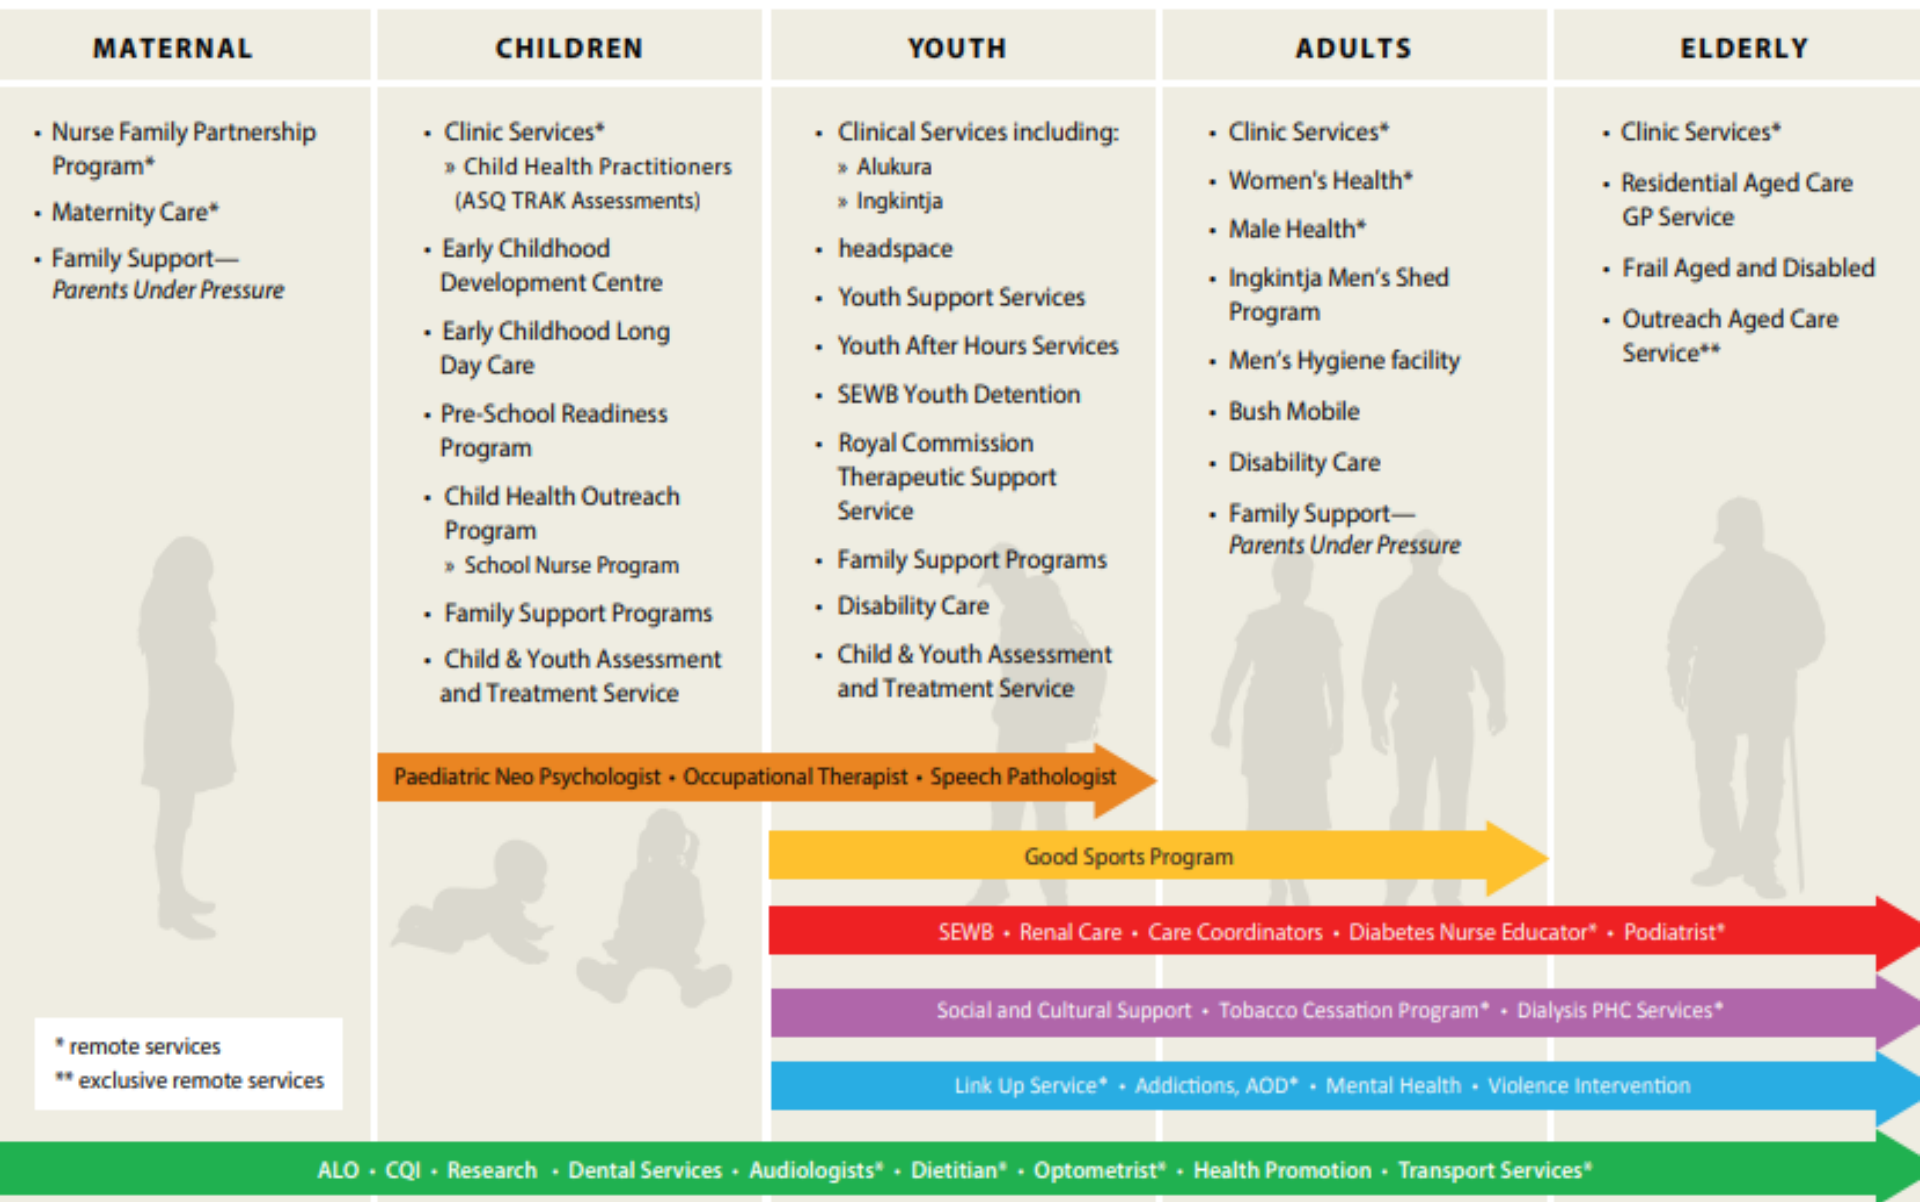 MATERNAL
• Nurse Family Partnership
Program*
• Maternity Care*
• Family Support—
Parents Under Pressure
CHILDREN
• Clinic Services*
» Child Health Practitioners
(ASQ TRAK Assessments)
• Early Childhood
Development Centre
• Early Childhood Long
Day Care
• Pre-School Readiness
Program
• Child Health Outreach
Program
» School Nurse Program
• Family Support Programs
• Child & Youth Assessment
and Treatment Service
YOUTH
• Clinical Services including:
» Alukura
» Ingkintja
• headspace
• Youth Support Services
• Youth After Hours Services
• SEWB Youth Detention
• Royal Commission
Therapeutic Support
Service
• Family Support Programs
• Disability Care
• Child & Youth Assessment
and Treatment Service
ADULTS
• Clinic Services*
• Women's Health*
• Male Health*
• Ingkintja Men's Shed
Program
• Men's Hygiene facility
• Bush Mobile
• Disability Care
• Family Support—
Parents Under Pressure
ELDERLY
• Clinic Services*
• Residential Aged Care
GP Service
• Frail Aged and Disabled
• Outreach Aged Care
Service**
Paediatric Neo Psychologist • Occupational Therapist • Speech Pathologist
Good Sports Program
SEWB • Renal Care • Care Coordinators • Diabetes Nurse Educator* • Podiatrist*
Social and Cultural Support • Tobacco Cessation Program* • Dialysis PHC Services*
Link Up Service* • Addictions, AOD* • Mental Health • Violence Intervention
* remote services
** exclusive remote services
ALO • CQI • Research • Dental Services • Audiologists* • Dietitian* • Optometrist* • Health Promotion • Transport Services*